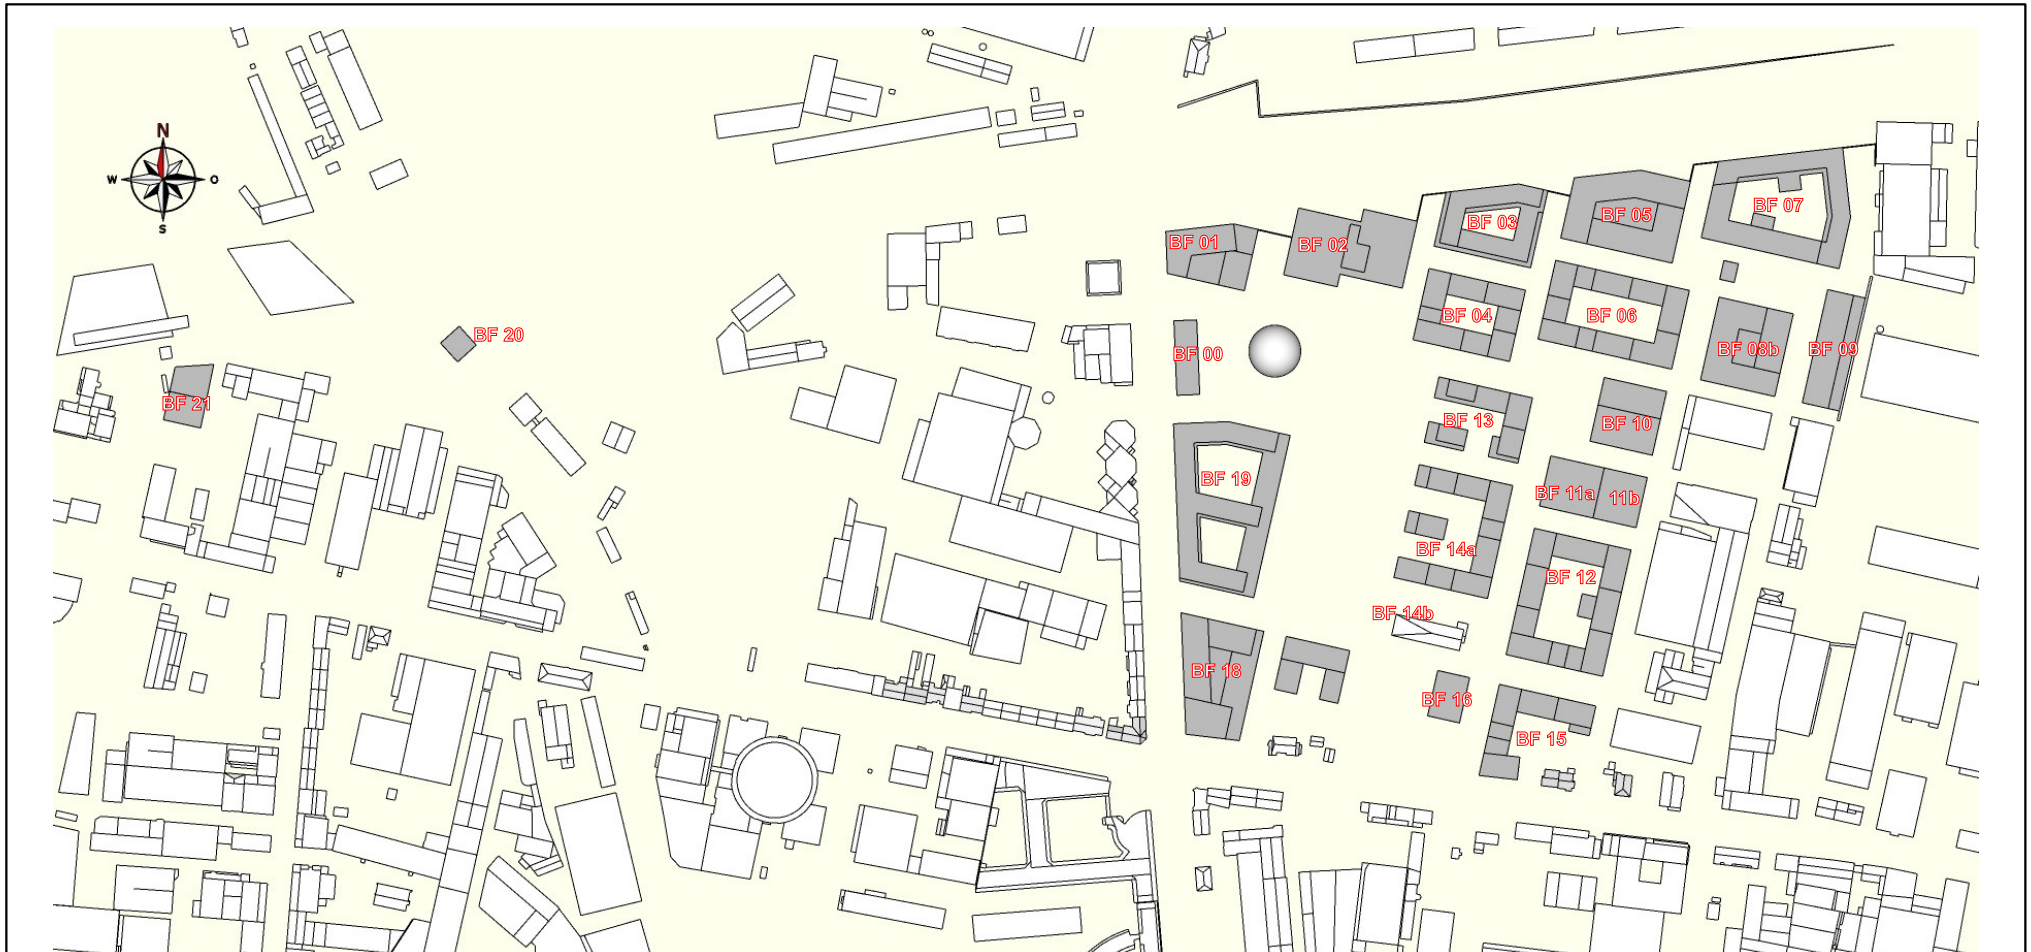 N
W
O
S
BF 07
BF 05
BF 03
BF 01
BF 02
BF 04
BF 06
BF 20
BF 00
BF 08b
BF 09
BF 21
BF 13
BF 10
BF 19
BF 11a
11b
BF 14a
BF 12
BF 14b
BF 18
BF 16
BF 15